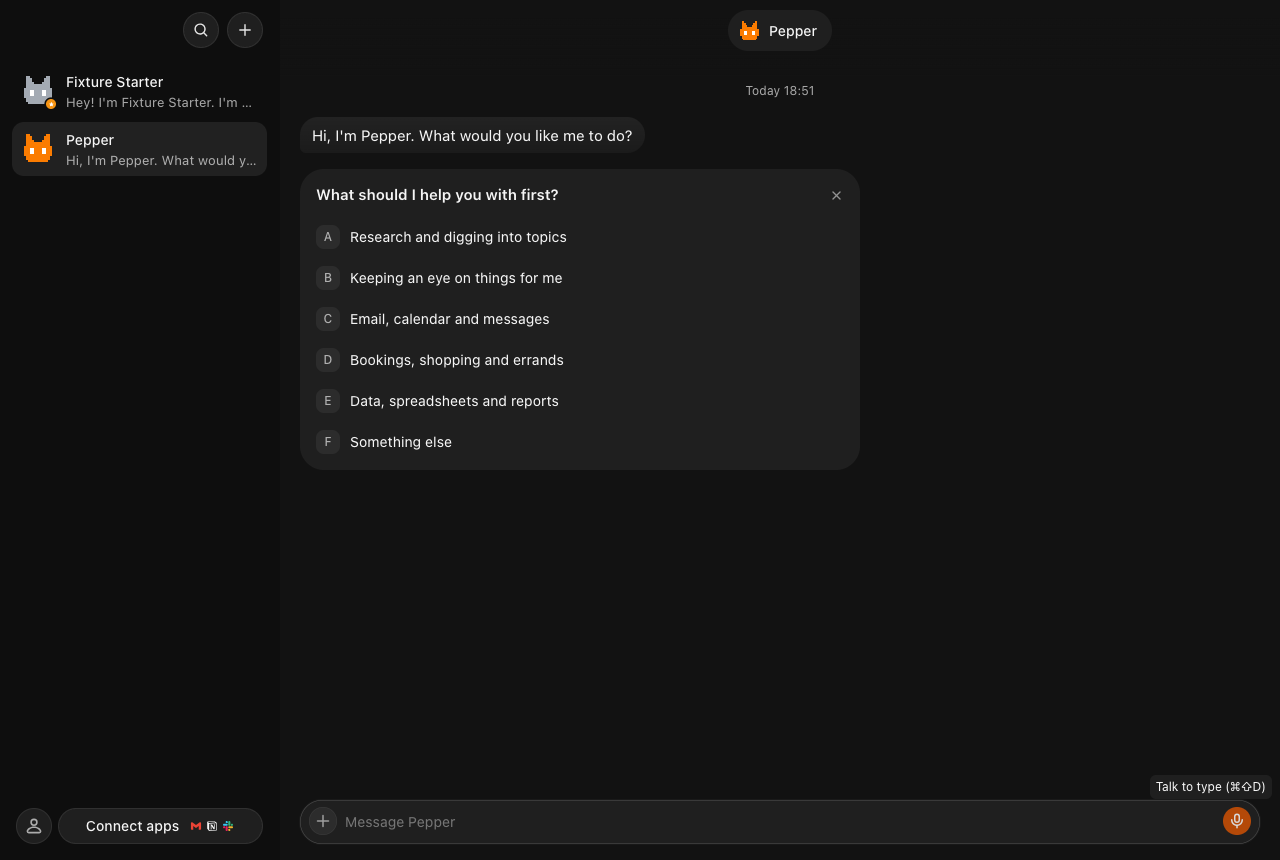 Fixture Starter
Hey! I'm Fixture Starter. I'm ...
Pepper
Hi, I'm Pepper. What would y...
Connect apps
Pepper
Today 18:51
Hi, I'm Pepper. What would you like me to do?
What should I help you with first?
A Research and digging into topics
B Keeping an eye on things for me
C Email, calendar and messages
D Bookings, shopping and errands
E Data, spreadsheets and reports
F Something else
Talk to type (⌘⇧D)
Message Pepper